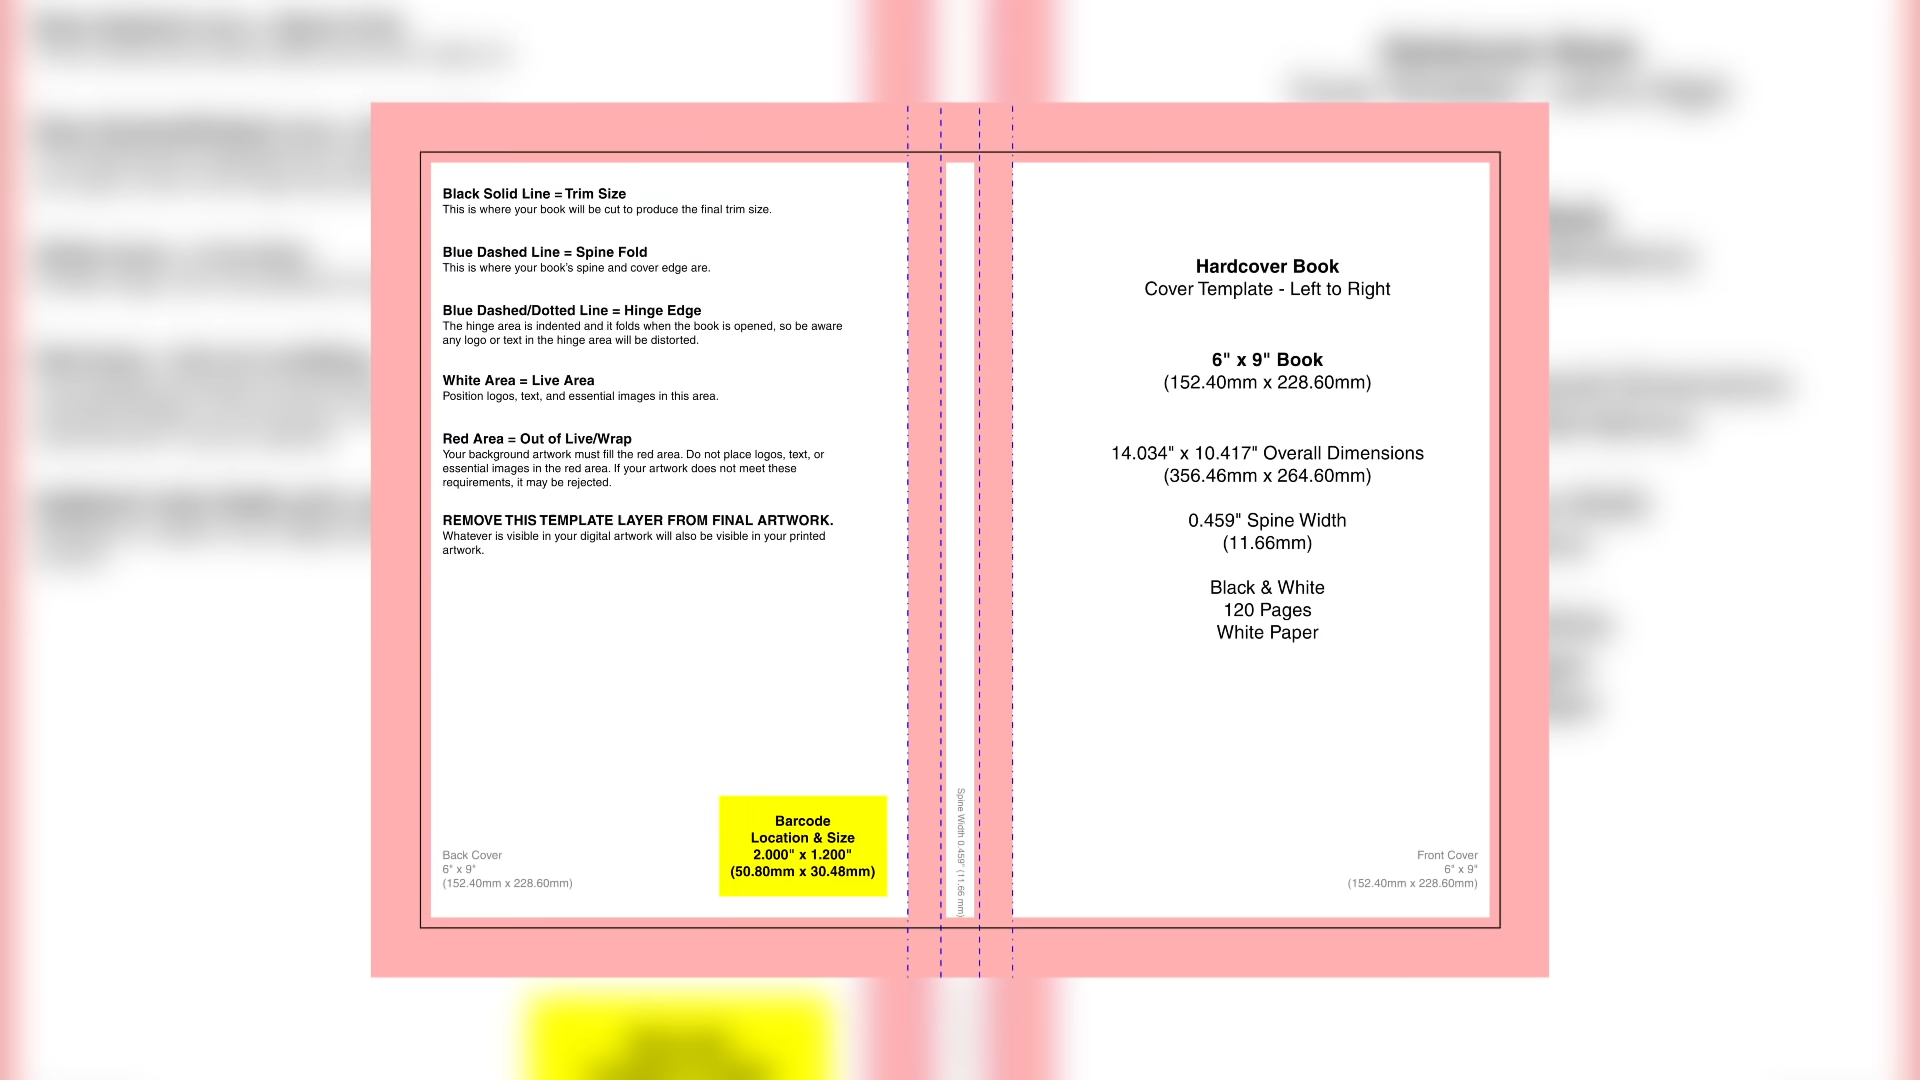 Black Solid Line = Trim Size
This is where your book will be cut to produce the final trim size.
Blue Dashed Line = Spine Fold
This is where your book’s spine and cover edge are.
Blue Dashed/Dotted Line = Hinge Edge
The hinge area is indented and it folds when the book is opened, so be aware
any logo or text in the hinge area will be distorted.
White Area = Live Area
Position logos, text, and essential images in this area.
Red Area = Out of Live/Wrap
Your background artwork must fill the red area. Do not place logos, text, or
essential images in the red area. If your artwork does not meet these
requirements, it may be rejected.
REMOVE THIS TEMPLATE LAYER FROM FINAL ARTWORK.
Whatever is visible in your digital artwork will also be visible in your printed
artwork.
Barcode
Location & Size
2.000" x 1.200"
(50.80mm x 30.48mm)
Back Cover
6" x 9"
(152.40mm x 228.60mm)
Spine Width 0.459" (11.66 mm)
Hardcover Book
Cover Template - Left to Right
6" x 9" Book
(152.40mm x 228.60mm)
14.034" x 10.417" Overall Dimensions
(356.46mm x 264.60mm)
0.459" Spine Width
(11.66mm)
Black & White
120 Pages
White Paper
Front Cover
6" x 9"
(152.40mm x 228.60mm)